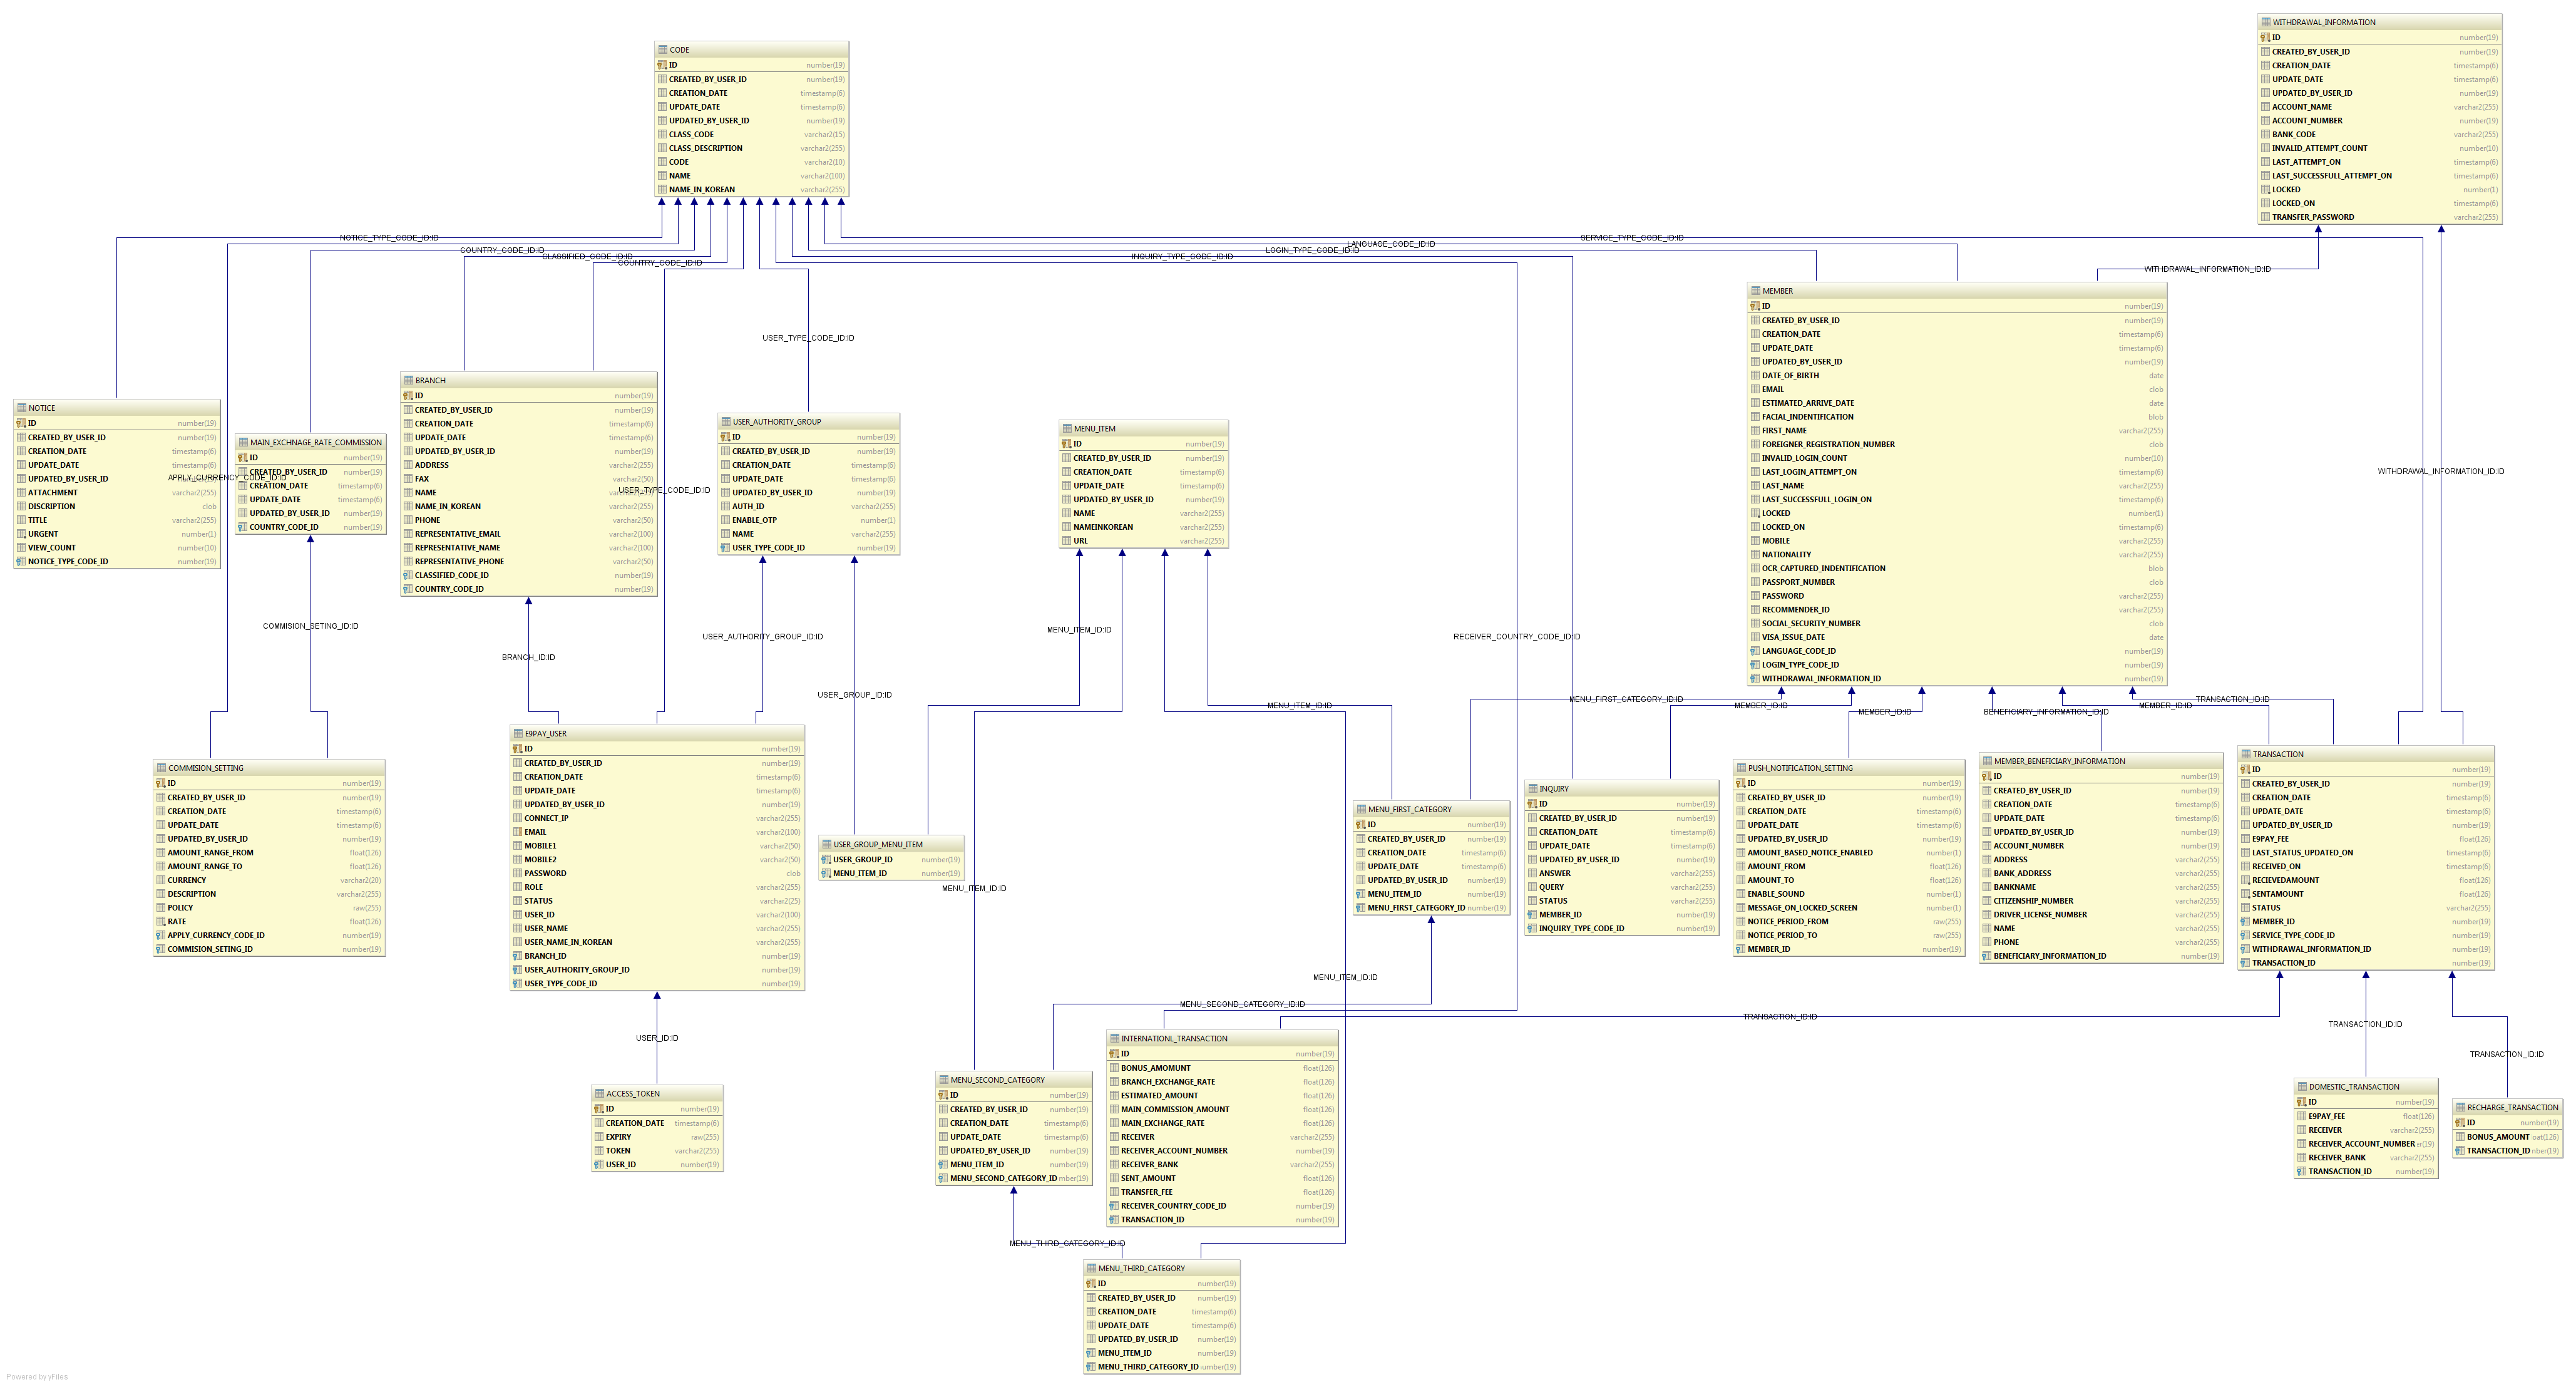 CODE
ID number(19)
CREATED_BY_USER_ID number(19)
CREATION_DATE timestamp(6)
UPDATE_DATE timestamp(6)
UPDATED_BY_USER_ID number(19)
CLASS_CODE varchar2(15)
CLASS_DESCRIPTION varchar2(255)
CODE varchar2(10)
NAME varchar2(100)
NAME_IN_KOREAN varchar2(255)
WITHDRAWAL_INFORMATION
ID number(19)
CREATED_BY_USER_ID number(19)
CREATION_DATE timestamp(6)
UPDATE_DATE timestamp(6)
UPDATED_BY_USER_ID number(19)
ACCOUNT_NAME varchar2(255)
ACCOUNT_NUMBER number(19)
BANK_CODE varchar2(255)
INVALID_ATTEMPT_COUNT number(10)
LAST_ATTEMPT_ON timestamp(6)
LAST_SUCCESSFULL_ATTEMPT_ON timestamp(6)
LOCKED number(1)
LOCKED_ON timestamp(6)
TRANSFER_PASSWORD varchar2(255)
NOTICE_TYPE_CODE_ID:ID
COUNTRY_CODE_ID:ID
CLASSIFIED_CODE_ID:ID
COUNTRY_CODE_ID:ID
USER_TYPE_CODE_ID:ID
INQUIRY_TYPE_CODE_ID:ID
LOGIN_TYPE_CODE_ID:ID
LANGUAGE_CODE_ID:ID
SERVICE_TYPE_CODE_ID:ID
WITHDRAWAL_INFORMATION_ID:ID
MEMBER
ID number(19)
CREATED_BY_USER_ID number(19)
CREATION_DATE timestamp(6)
UPDATE_DATE timestamp(6)
UPDATED_BY_USER_ID number(19)
DATE_OF_BIRTH date
EMAIL clob
ESTIMATED_ARRIVE_DATE date
FACIAL_INDENTIFICATION blob
FIRST_NAME varchar2(255)
FOREIGNER_REGISTRATION_NUMBER clob
INVALID_LOGIN_COUNT number(10)
LAST_LOGIN_ATTEMPT_ON timestamp(6)
LAST_NAME varchar2(255)
LAST_SUCCESSFULL_LOGIN_ON timestamp(6)
LOCKED number(1)
LOCKED_ON timestamp(6)
MOBILE varchar2(255)
NATIONALITY varchar2(255)
OCR_CAPTURED_INDENTIFICATION blob
PASSPORT_NUMBER clob
PASSWORD varchar2(255)
RECOMMENDER_ID varchar2(255)
SOCIAL_SECURITY_NUMBER clob
VISA_ISSUE_DATE date
LANGUAGE_CODE_ID number(19)
LOGIN_TYPE_CODE_ID number(19)
WITHDRAWAL_INFORMATION_ID number(19)
WITHDRAWAL_INFORMATION_ID:ID
NOTICE
ID number(19)
CREATED_BY_USER_ID number(19)
CREATION_DATE timestamp(6)
UPDATE_DATE timestamp(6)
UPDATED_BY_USER_ID
ATTACHMENT varchar2(255)
DISCRIPTION clob
TITLE varchar2(255)
URGENT number(1)
VIEW_COUNT number(10)
NOTICE_TYPE_CODE_ID number(19)
APPLY_CURRENCY_CODE_ID:ID
MAIN_EXCHNAGE_RATE_COMMISSION
ID number(19)
CREATED_BY_USER_ID number(19)
CREATION_DATE timestamp(6)
UPDATE_DATE timestamp(6)
UPDATED_BY_USER_ID number(19)
COUNTRY_CODE_ID number(19)
BRANCH
ID number(19)
CREATED_BY_USER_ID number(19)
CREATION_DATE timestamp(6)
UPDATE_DATE timestamp(6)
UPDATED_BY_USER_ID number(19)
ADDRESS varchar2(255)
FAX varchar2(50)
NAME
NAME_IN_KOREAN varchar2(255)
PHONE varchar2(50)
REPRESENTATIVE_EMAIL varchar2(100)
REPRESENTATIVE_NAME varchar2(100)
REPRESENTATIVE_PHONE varchar2(50)
CLASSIFIED_CODE_ID number(19)
COUNTRY_CODE_ID number(19)
USER_TYPE_CODE_ID:ID
USER_AUTHORITY_GROUP
ID number(19)
CREATED_BY_USER_ID number(19)
CREATION_DATE timestamp(6)
UPDATE_DATE timestamp(6)
UPDATED_BY_USER_ID number(19)
AUTH_ID varchar2(255)
ENABLE_OTP number(1)
NAME varchar2(255)
USER_TYPE_CODE_ID number(19)
MENU_ITEM
ID number(19)
CREATED_BY_USER_ID number(19)
CREATION_DATE timestamp(6)
UPDATE_DATE timestamp(6)
UPDATED_BY_USER_ID number(19)
NAME varchar2(255)
NAMEINKOREAN varchar2(255)
URL varchar2(255)
COMMISION_SETING_ID:ID
BRANCH_ID:ID
USER_AUTHORITY_GROUP_ID:ID
USER_GROUP_ID:ID
MENU_ITEM_ID:ID
RECEIVER_COUNTRY_CODE_ID:ID
MENU_ITEM_ID:ID
MENU_FIRST_CATEGORY_ID:ID
MEMBER_ID:ID
MEMBER_ID:ID
BENEFICIARY_INFORMATION_ID:ID
MEMBER_ID:ID
TRANSACTION_ID:ID
COMMISION_SETTING
ID number(19)
CREATED_BY_USER_ID number(19)
CREATION_DATE timestamp(6)
UPDATE_DATE timestamp(6)
UPDATED_BY_USER_ID number(19)
AMOUNT_RANGE_FROM float(126)
AMOUNT_RANGE_TO float(126)
CURRENCY varchar2(20)
DESCRIPTION varchar2(255)
POLICY raw(255)
RATE float(126)
APPLY_CURRENCY_CODE_ID number(19)
COMMISION_SETING_ID number(19)
E9PAY_USER
ID number(19)
CREATED_BY_USER_ID number(19)
CREATION_DATE timestamp(6)
UPDATE_DATE timestamp(6)
UPDATED_BY_USER_ID number(19)
CONNECT_IP varchar2(255)
EMAIL varchar2(100)
MOBILE1 varchar2(50)
MOBILE2 varchar2(50)
PASSWORD clob
ROLE varchar2(255)
STATUS varchar2(25)
USER_ID varchar2(100)
USER_NAME varchar2(255)
USER_NAME_IN_KOREAN varchar2(255)
BRANCH_ID number(19)
USER_AUTHORITY_GROUP_ID number(19)
USER_TYPE_CODE_ID number(19)
USER_GROUP_MENU_ITEM
USER_GROUP_ID number(19)
MENU_ITEM_ID number(19)
MENU_ITEM_ID:ID
MENU_FIRST_CATEGORY
ID number(19)
CREATED_BY_USER_ID number(19)
CREATION_DATE timestamp(6)
UPDATE_DATE timestamp(6)
UPDATED_BY_USER_ID number(19)
MENU_ITEM_ID number(19)
MENU_FIRST_CATEGORY_ID number(19)
INQUIRY
ID number(19)
CREATED_BY_USER_ID number(19)
CREATION_DATE timestamp(6)
UPDATE_DATE timestamp(6)
UPDATED_BY_USER_ID number(19)
ANSWER varchar2(255)
QUERY varchar2(255)
STATUS varchar2(255)
MEMBER_ID number(19)
INQUIRY_TYPE_CODE_ID number(19)
PUSH_NOTIFICATION_SETTING
ID number(19)
CREATED_BY_USER_ID number(19)
CREATION_DATE timestamp(6)
UPDATE_DATE timestamp(6)
UPDATED_BY_USER_ID number(19)
AMOUNT_BASED_NOTICE_ENABLED number(1)
AMOUNT_FROM float(126)
AMOUNT_TO float(126)
ENABLE_SOUND number(1)
MESSAGE_ON_LOCKED_SCREEN number(1)
NOTICE_PERIOD_FROM raw(255)
NOTICE_PERIOD_TO raw(255)
MEMBER_ID number(19)
MEMBER_BENEFICIARY_INFORMATION
ID number(19)
CREATED_BY_USER_ID number(19)
CREATION_DATE timestamp(6)
UPDATE_DATE timestamp(6)
UPDATED_BY_USER_ID number(19)
ACCOUNT_NUMBER number(19)
ADDRESS varchar2(255)
BANK_ADDRESS varchar2(255)
BANKNAME varchar2(255)
CITIZENSHIP_NUMBER varchar2(255)
DRIVER_LICENSE_NUMBER varchar2(255)
NAME varchar2(255)
PHONE varchar2(255)
BENEFICIARY_INFORMATION_ID number(19)
TRANSACTION
ID number(19)
CREATED_BY_USER_ID number(19)
CREATION_DATE timestamp(6)
UPDATE_DATE timestamp(6)
UPDATED_BY_USER_ID number(19)
E9PAY_FEE float(126)
LAST_STATUS_UPDATED_ON timestamp(6)
RECEIVED_ON timestamp(6)
RECIEVEDAMOUNT float(126)
SENTAMOUNT float(126)
STATUS varchar2(255)
MEMBER_ID number(19)
SERVICE_TYPE_CODE_ID number(19)
WITHDRAWAL_INFORMATION_ID number(19)
TRANSACTION_ID number(19)
MENU_ITEM_ID:ID
MENU_SECOND_CATEGORY_ID:ID
TRANSACTION_ID:ID
TRANSACTION_ID:ID
TRANSACTION_ID:ID
USER_ID:ID
ACCESS_TOKEN
ID number(19)
CREATION_DATE timestamp(6)
EXPIRY raw(255)
TOKEN varchar2(255)
USER_ID number(19)
MENU_SECOND_CATEGORY
ID number(19)
CREATED_BY_USER_ID number(19)
CREATION_DATE timestamp(6)
UPDATE_DATE timestamp(6)
UPDATED_BY_USER_ID number(19)
MENU_ITEM_ID number(19)
MENU_SECOND_CATEGORY_ID mber(19)
INTERNATIONL_TRANSACTION
ID number(19)
BONUS_AMOMUNT float(126)
BRANCH_EXCHANGE_RATE float(126)
ESTIMATED_AMOUNT float(126)
MAIN_COMMISSION_AMOUNT float(126)
MAIN_EXCHANGE_RATE float(126)
RECEIVER varchar2(255)
RECEIVER_ACCOUNT_NUMBER number(19)
RECEIVER_BANK varchar2(255)
SENT_AMOUNT float(126)
TRANSFER_FEE float(126)
RECEIVER_COUNTRY_CODE_ID number(19)
TRANSACTION_ID number(19)
DOMESTIC_TRANSACTION
ID number(19)
E9PAY_FEE float(126)
RECEIVER varchar2(255)
RECEIVER_ACCOUNT_NUMBER er(19)
RECEIVER_BANK varchar2(255)
TRANSACTION_ID number(19)
RECHARGE_TRANSACTION
ID number(19)
BONUS_AMOUNT oat(126)
TRANSACTION_ID nber(19)
MENU_THIRD_CATEGORY_ID:ID
MENU_THIRD_CATEGORY
ID number(19)
CREATED_BY_USER_ID number(19)
CREATION_DATE timestamp(6)
UPDATE_DATE timestamp(6)
UPDATED_BY_USER_ID number(19)
MENU_ITEM_ID number(19)
MENU_THIRD_CATEGORY_ID umber(19)
Powered by yFiles